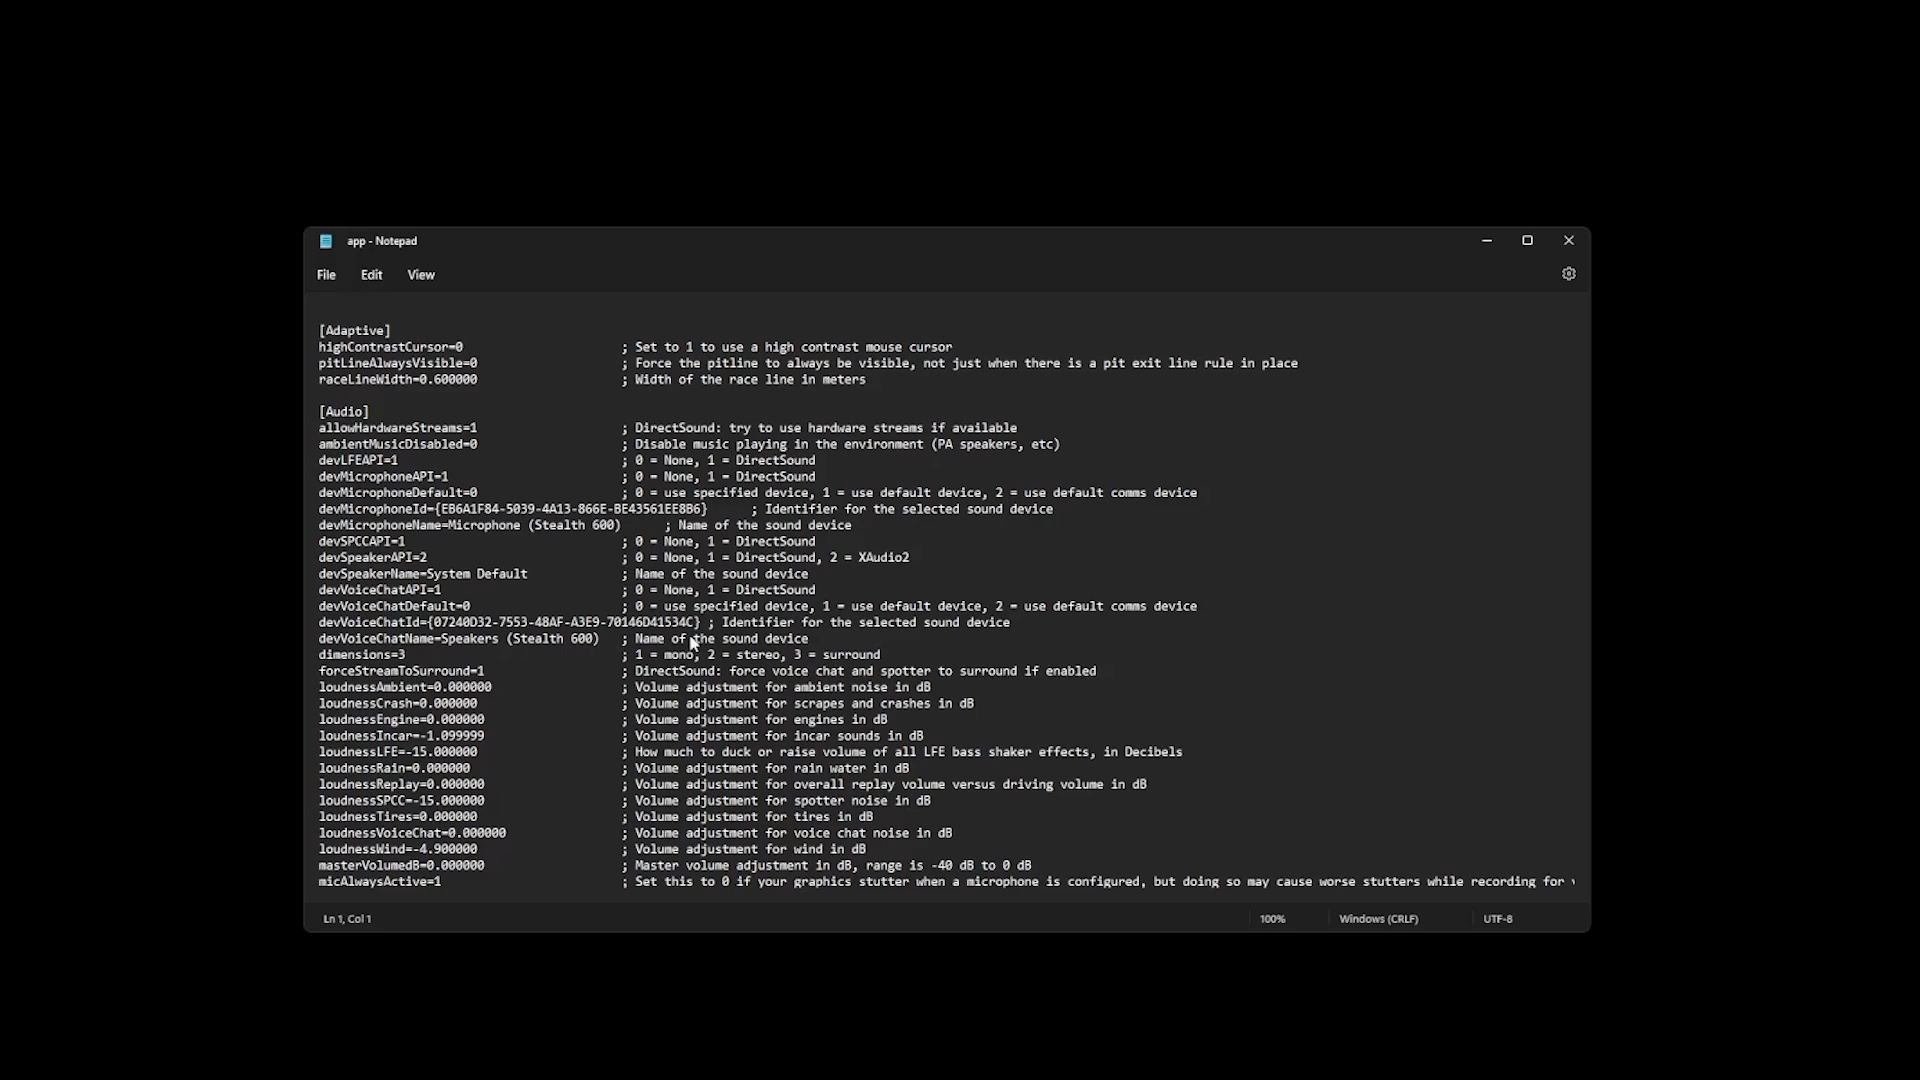 app - Notepad
File Edit View
[Adaptive]
highContrastCursor=0 ; Set to 1 to use a high contrast mouse cursor
pitLineAlwaysVisible=0 ; Force the pitline to always be visible, not just when there is a pit exit line rule in place
raceLineWidth=0.600000 ; Width of the race line in meters
[Audio]
allowHardwareStreams=1 ; DirectSound: try to use hardware streams if available
ambientMusicDisabled=0 ; Disable music playing in the environment (PA speakers, etc)
devLFEAPI=1 ; 0 = None, 1 = DirectSound
devMicrophoneAPI=1 ; 0 = None, 1 = DirectSound
devMicrophoneDefault=0 ; 0 = use specified device, 1 = use default device, 2 = use default comms device
devMicrophoneId={EB6A1F84-5039-4A13-866E-BE43561EE8B6} ; Identifier for the selected sound device
devMicrophoneName=Microphone (Stealth 600) ; Name of the sound device
devSPCCAPI=1 ; 0 = None, 1 = DirectSound
devSpeakerAPI=2 ; 0 = None, 1 = DirectSound, 2 = XAudio2
devSpeakerName=System Default ; Name of the sound device
devVoiceChatAPI=1 ; 0 = None, 1 = DirectSound
devVoiceChatDefault=0 ; 0 = use specified device, 1 = use default device, 2 = use default comms device
devVoiceChatId={07240D32-7553-48AF-A3E9-70146D41534C} ; Identifier for the selected sound device
devVoiceChatName=Speakers (Stealth 600) ; Name of the sound device
dimensions=3 ; 1 = mono, 2 = stereo, 3 = surround
forceStreamToSurround=1 ; DirectSound: force voice chat and spotter to surround if enabled
loudnessAmbient=0.000000 ; Volume adjustment for ambient noise in dB
loudnessCrash=0.000000 ; Volume adjustment for scrapes and crashes in dB
loudnessEngine=0.000000 ; Volume adjustment for engines in dB
loudnessIncar=-1.099999 ; Volume adjustment for incar sounds in dB
loudnessLFE=-15.000000 ; How much to duck or raise volume of all LFE bass shaker effects, in Decibels
loudnessRain=0.000000 ; Volume adjustment for rain water in dB
loudnessReplay=0.000000 ; Volume adjustment for overall replay volume versus driving volume in dB
loudnessSPCC=-15.000000 ; Volume adjustment for spotter noise in dB
loudnessTires=0.000000 ; Volume adjustment for tires in dB
loudnessVoiceChat=0.000000 ; Volume adjustment for voice chat noise in dB
loudnessWind=-4.900000 ; Volume adjustment for wind in dB
masterVolumedB=0.000000 ; Master volume adjustment in dB, range is -40 dB to 0 dB
micAlwaysActive=1 ; Set this to 0 if your graphics stutter when a microphone is configured, but doing so may cause worse stutters while recording for
Ln 1, Col 1 100% Windows (CRLF) UTF-8